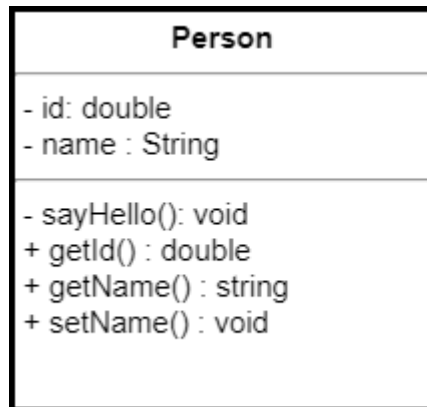 Person
- id: double
- name : String
- sayHello(): void
+ getId() : double
+ getName() : string
+ setName() : void